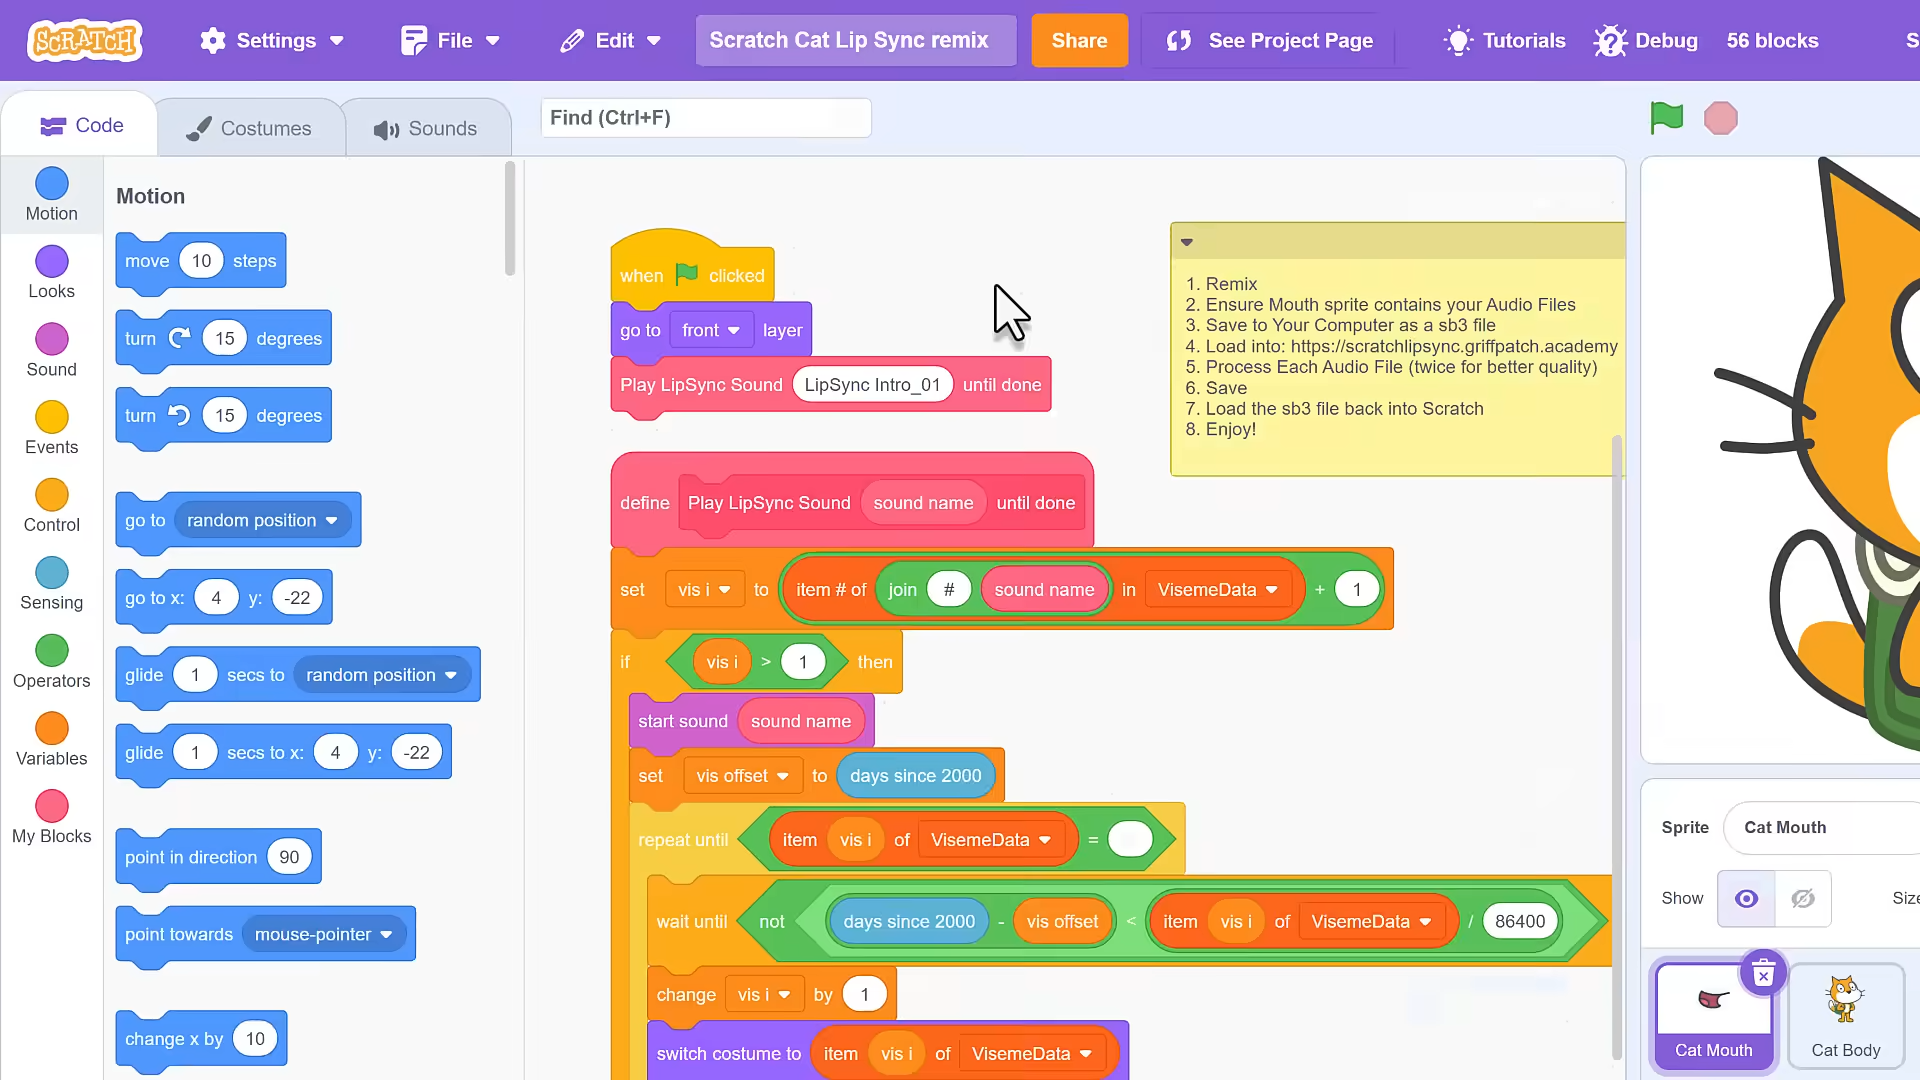 SCRATCH Settings File Edit Scratch Cat Lip Sync remix Share See Project Page Tutorials Debug 56 blocks S
Code Costumes Sounds Find (Ctrl+F)
Motion
Looks
Sound
Events
Control
Sensing
Operators
Variables
My Blocks
Motion
move 10 steps
turn 15 degrees
turn 15 degrees
go to random position
go to x: 4 y: -22
glide 1 secs to random position
glide 1 secs to x: 4 y: -22
point in direction 90
point towards mouse-pointer
change x by 10
when clicked
go to front layer
Play LipSync Sound LipSync Intro_01 until done
define Play LipSync Sound sound name until done
set vis i to item # of join # sound name in VisemeData + 1
if vis i > 1 then
start sound sound name
set vis offset to days since 2000
repeat until item vis i of VisemeData =
wait until not days since 2000 - vis offset < item vis i of VisemeData / 86400
change vis i by 1
switch costume to item vis i of VisemeData
1. Remix
2. Ensure Mouth sprite contains your Audio Files
3. Save to Your Computer as a sb3 file
4. Load into: https://scratchlipsync.griffpatch.academy
5. Process Each Audio File (twice for better quality)
6. Save
7. Load the sb3 file back into Scratch
8. Enjoy!
Sprite Cat Mouth
Show Size
Cat Mouth
Cat Body